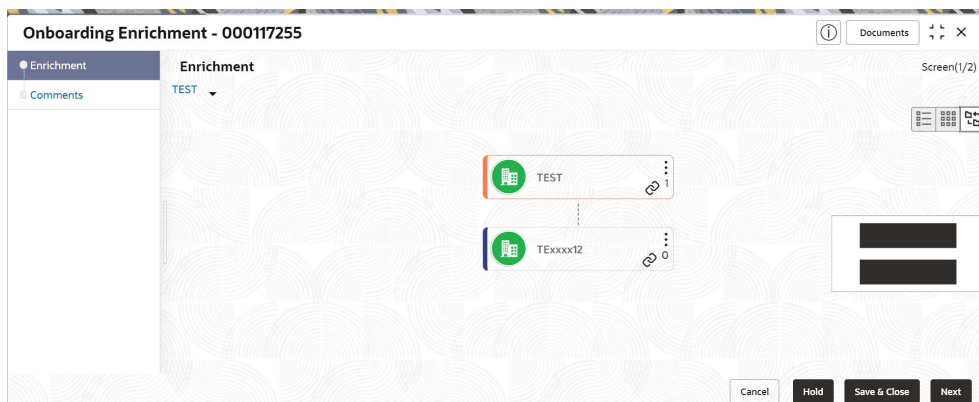 Onboarding Enrichment - 000117255
Documents
Enrichment
Comments
Enrichment
Screen(1/2)
TEST
TEST
1
TExxxx12
0
Cancel
Hold
Save & Close
Next